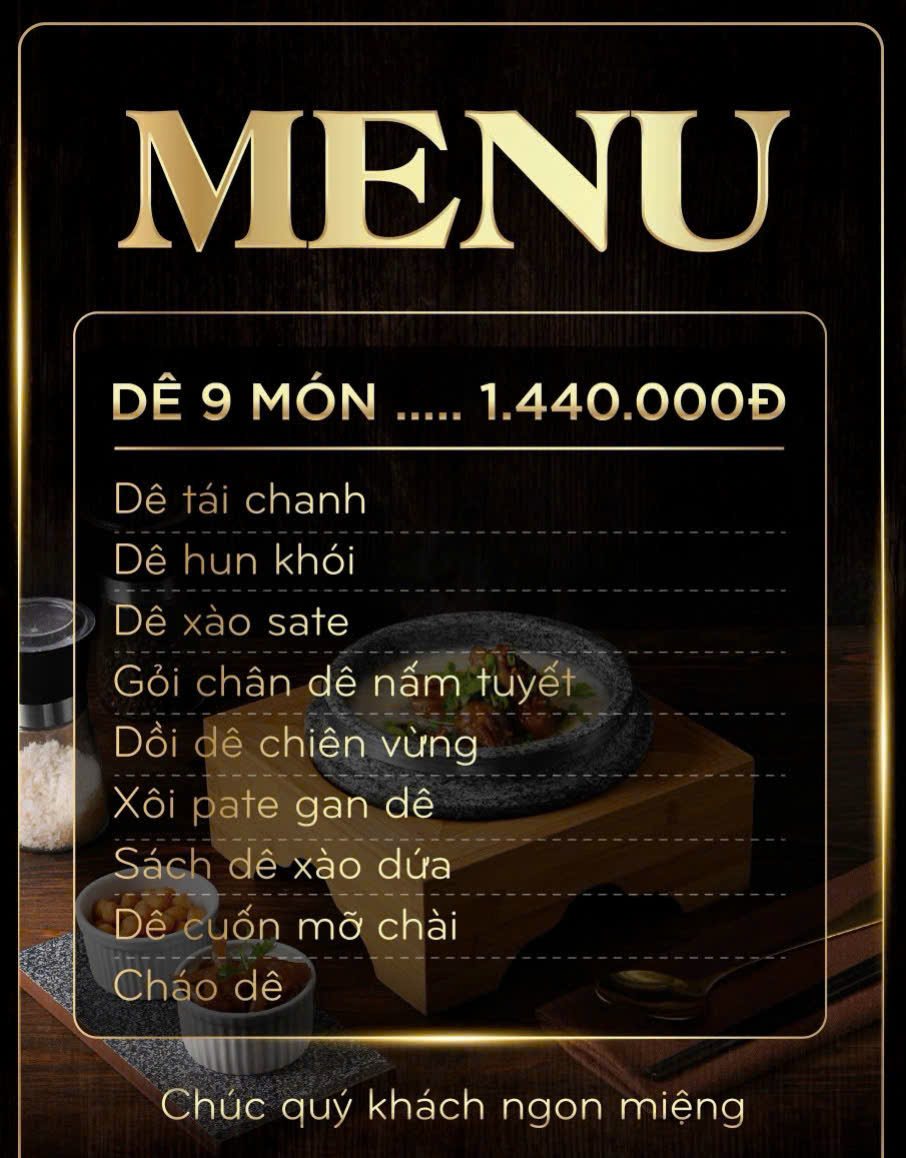 MENU
DÊ 9 MÓN ..... 1.440.000Đ
Dê tái chanh
Dê hun khói
Dê xào sate
Gỏi chân dê nấm tuyết
Dồi dê chiên vừng
Xôi pate gan dê
Sách dê xào dứa
Dê cuốn mỡ chài
Cháo dê
Chúc quý khách ngon miệng